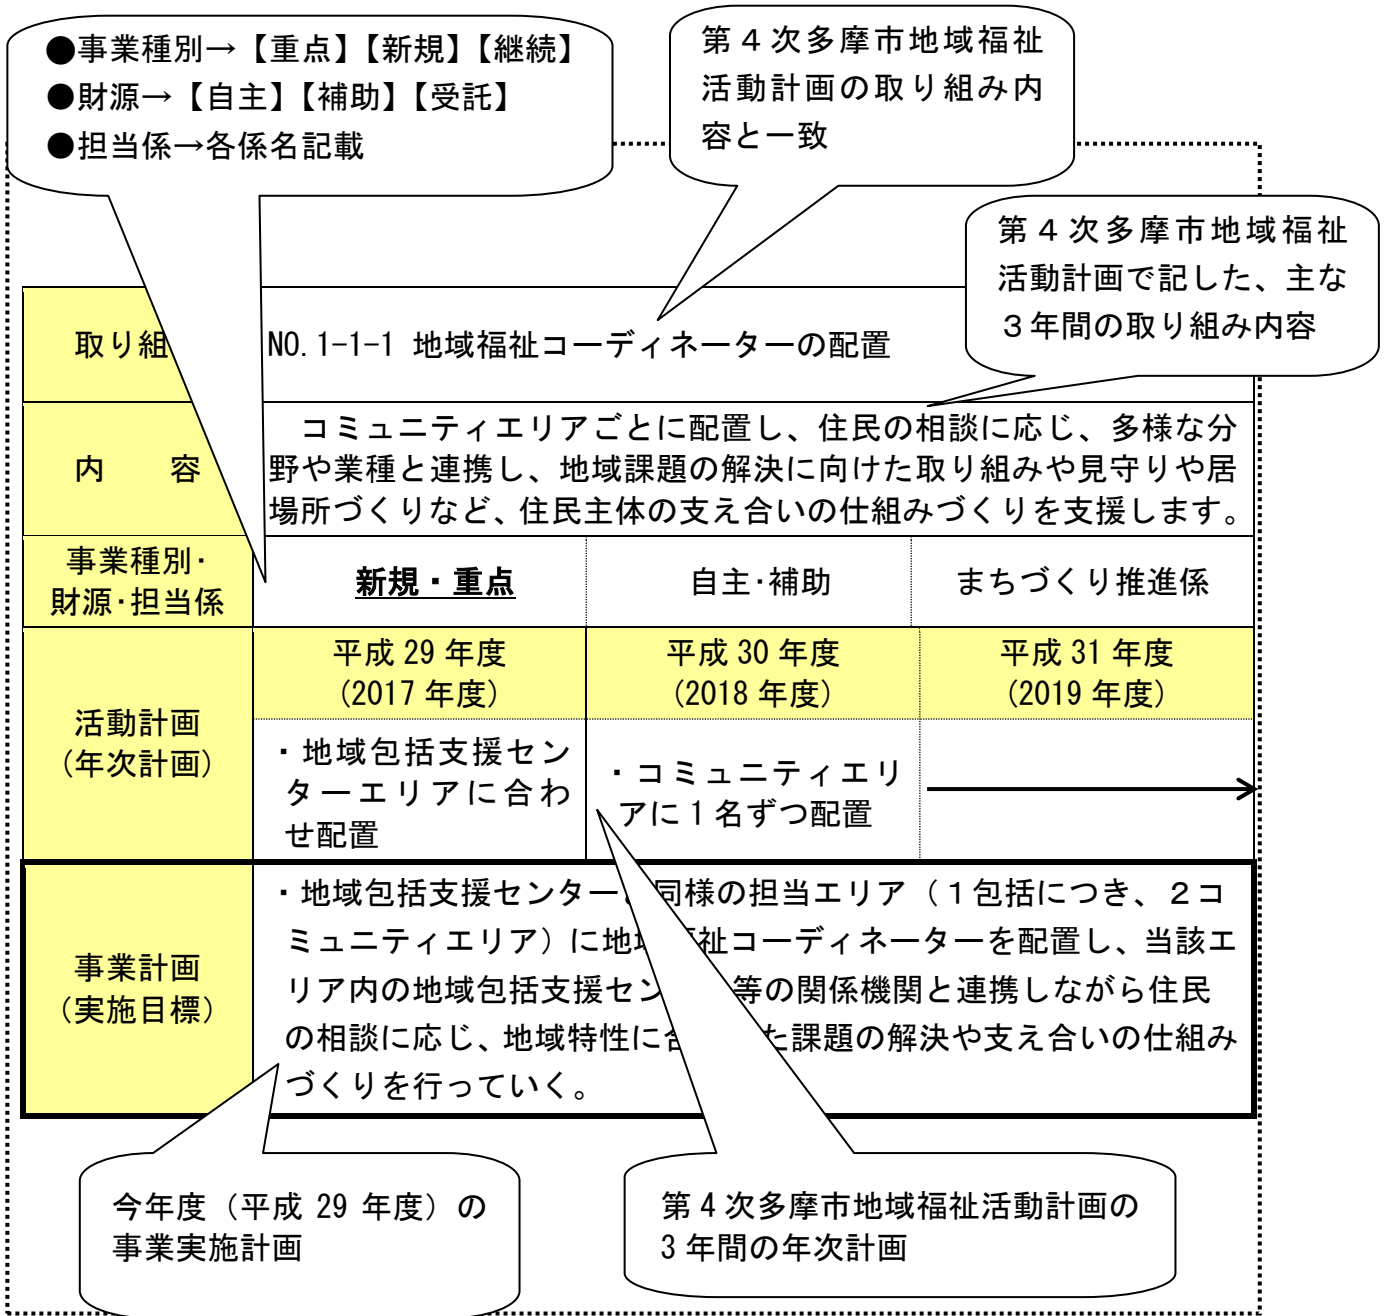 ●事業種別→【重点】【新規】【継続】
●財源→【自主】【補助】【受託】
●担当係→各係名記載
第４次多摩市地域福祉
活動計画の取り組み内
容と一致
第４次多摩市地域福祉
活動計画で記した、主な
３年間の取り組み内容
取り組
NO.1-1-1 地域福祉コーディネーターの配置
内　　容
コミュニティエリアごとに配置し、住民の相談に応じ、多様な分
野や業種と連携し、地域課題の解決に向けた取り組みや見守りや居
場所づくりなど、住民主体の支え合いの仕組みづくりを支援します。
事業種別･
財源･担当係
新規・重点
自主･補助
まちづくり推進係
活動計画
（年次計画）
平成 29 年度
(2017 年度)
平成 30 年度
(2018 年度)
平成 31 年度
(2019 年度)
・地域包括支援セン
ターエリアに合わ
せ配置
・コミュニティエリ
アに１名ずつ配置
事業計画
（実施目標）
・地域包括支援センター 同様の担当エリア（１包括につき、２コ
ミュニティエリア）に地 祉コーディネーターを配置し、当該エ
リア内の地域包括支援セン 等の関係機関と連携しながら住民
の相談に応じ、地域特性に合 た課題の解決や支え合いの仕組み
づくりを行っていく。
今年度（平成 29 年度）の
事業実施計画
第４次多摩市地域福祉活動計画の
３年間の年次計画